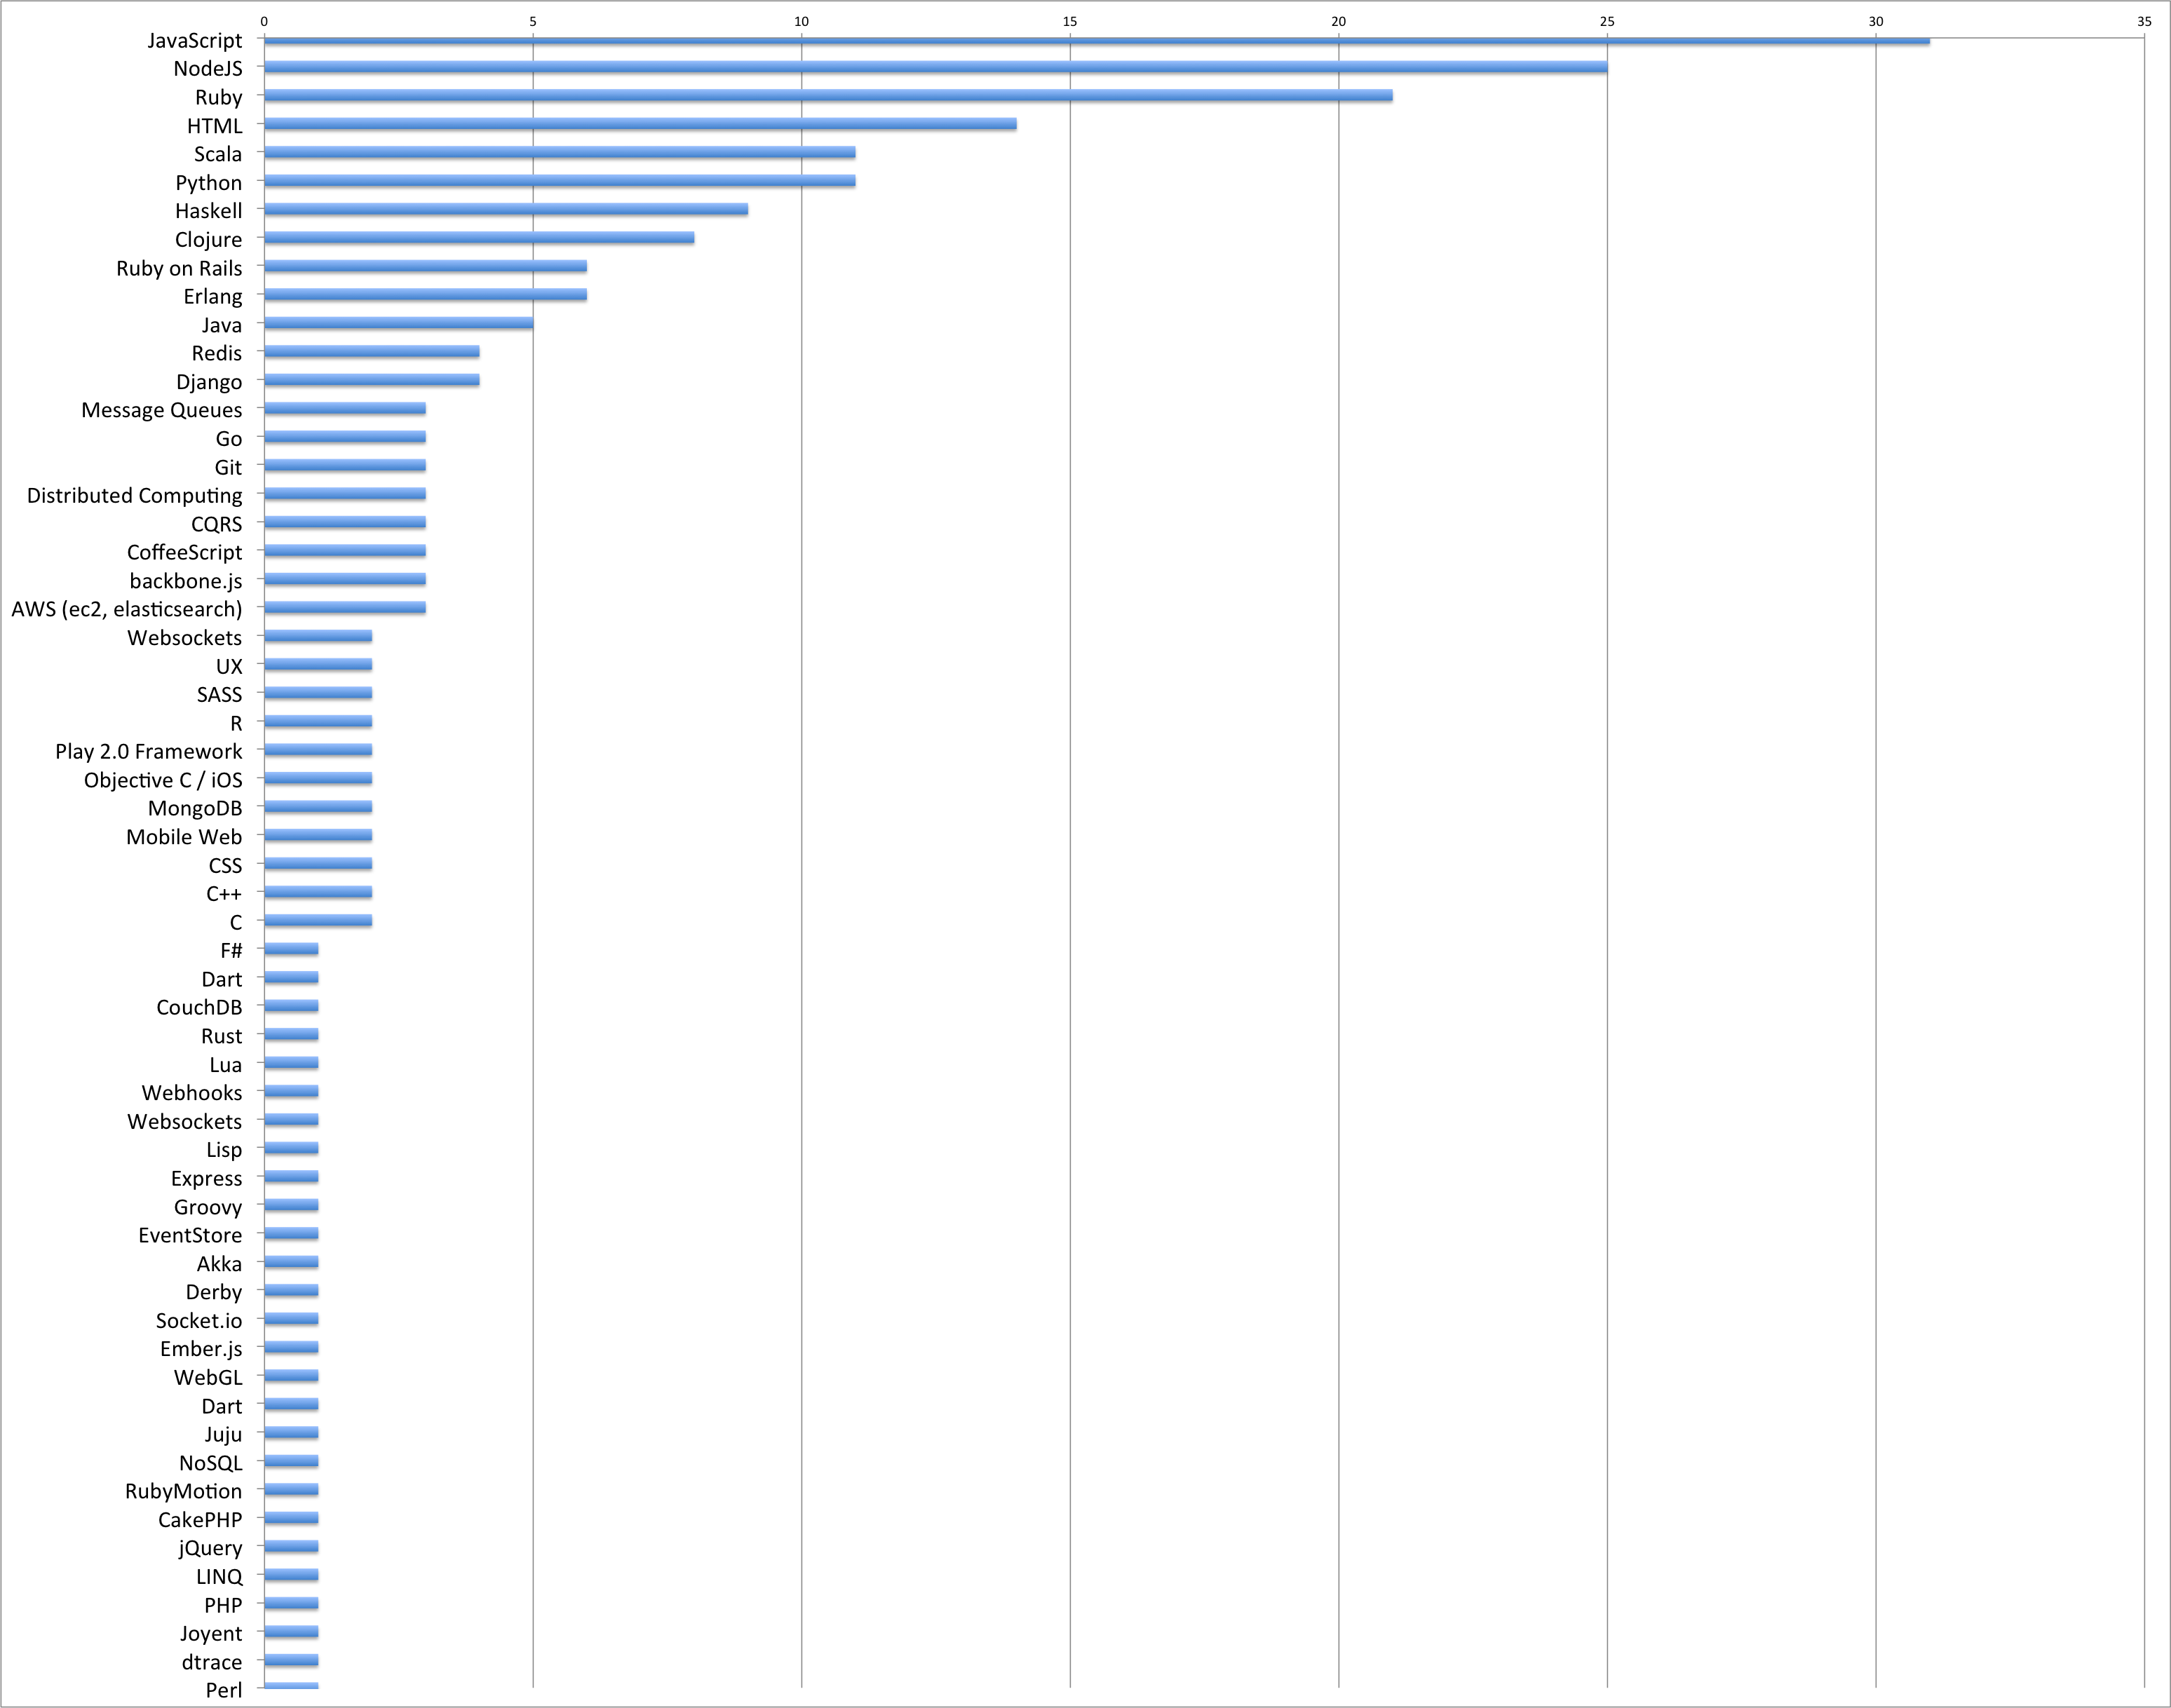 0 5 10 15 20 25 30 35
JavaScript
NodeJS
Ruby
HTML
Scala
Python
Haskell
Clojure
Ruby on Rails
Erlang
Java
Redis
Django
Message Queues
Go
Git
Distributed Computing
CQRS
CoffeeScript
backbone.js
AWS (ec2, elasticsearch)
Websockets
UX
SASS
R
Play 2.0 Framework
Objective C / iOS
MongoDB
Mobile Web
CSS
C++
C
F#
Dart
CouchDB
Rust
Lua
Webhooks
Websockets
Lisp
Express
Groovy
EventStore
Akka
Derby
Socket.io
Ember.js
WebGL
Dart
Juju
NoSQL
RubyMotion
CakePHP
jQuery
LINQ
PHP
Joyent
dtrace
Perl